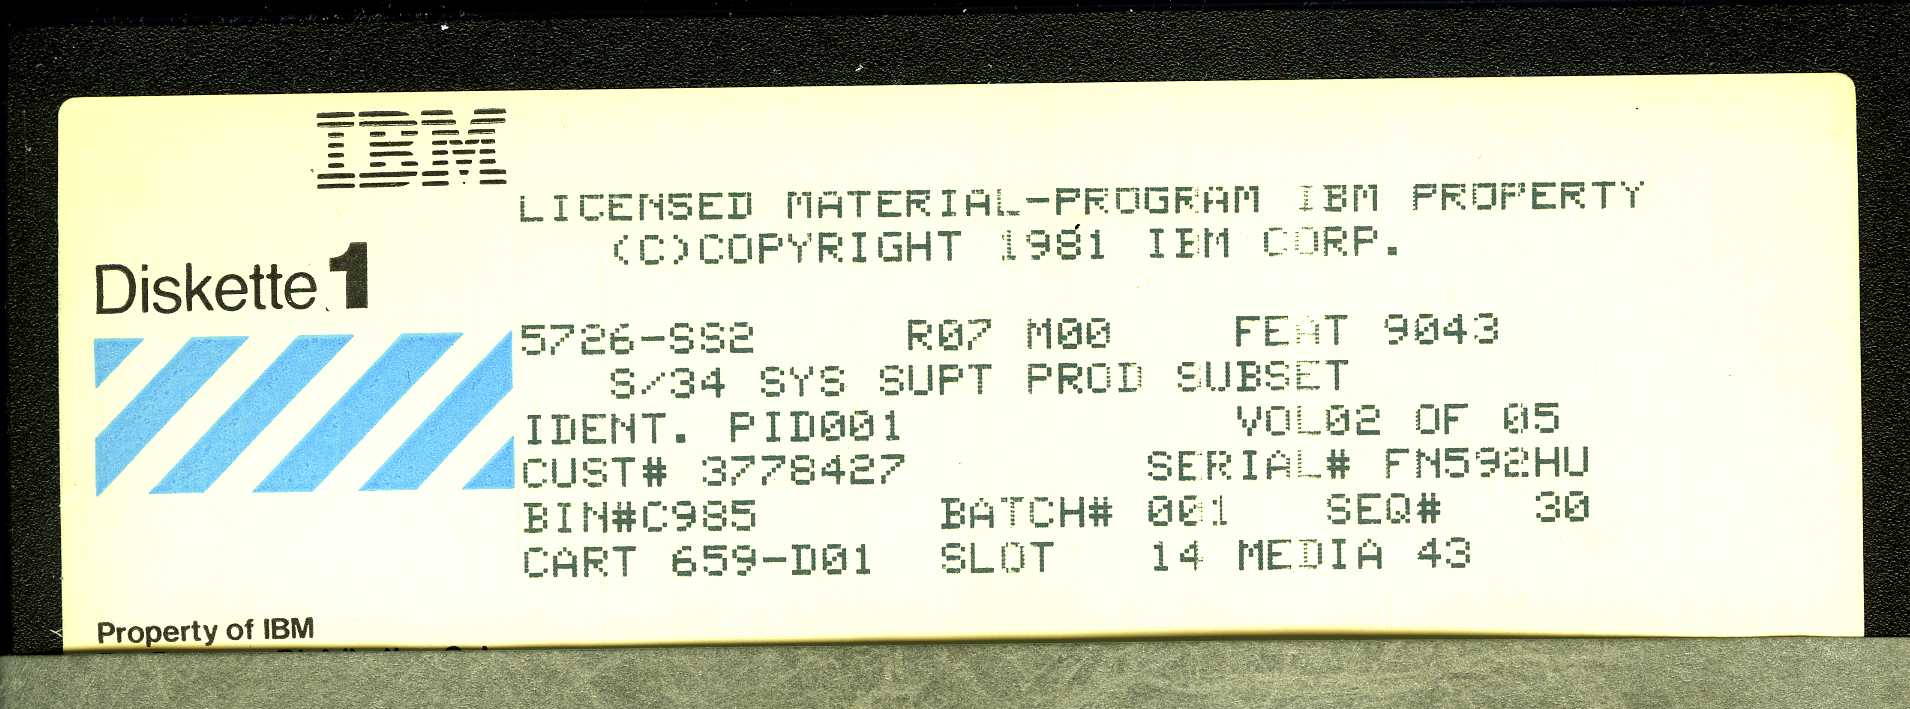 IBM
LICENSED MATERIAL-PROGRAM IBM PROPERTY
(C)COPYRIGHT 1981 IBM CORP.
Diskette 1
5726-SS2 R07 M00 FEAT 9043
S/34 SYS SUPT PROD SUBSET
IDENT. PID001 VOL02 OF 05
CUST# 3778427 SERIAL# FN592HU
BIN#C985 BATCH# 001 SEQ# 30
CART 659-D01 SLOT 14 MEDIA 43
Property of IBM